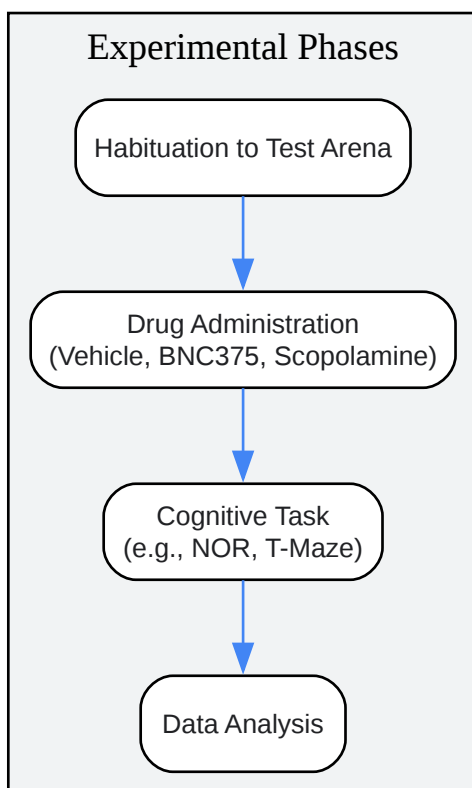 Experimental Phases
Habituation to Test Arena
Drug Administration
(Vehicle, BNC375, Scopolamine)
Cognitive Task
(e.g., NOR, T-Maze)
Data Analysis